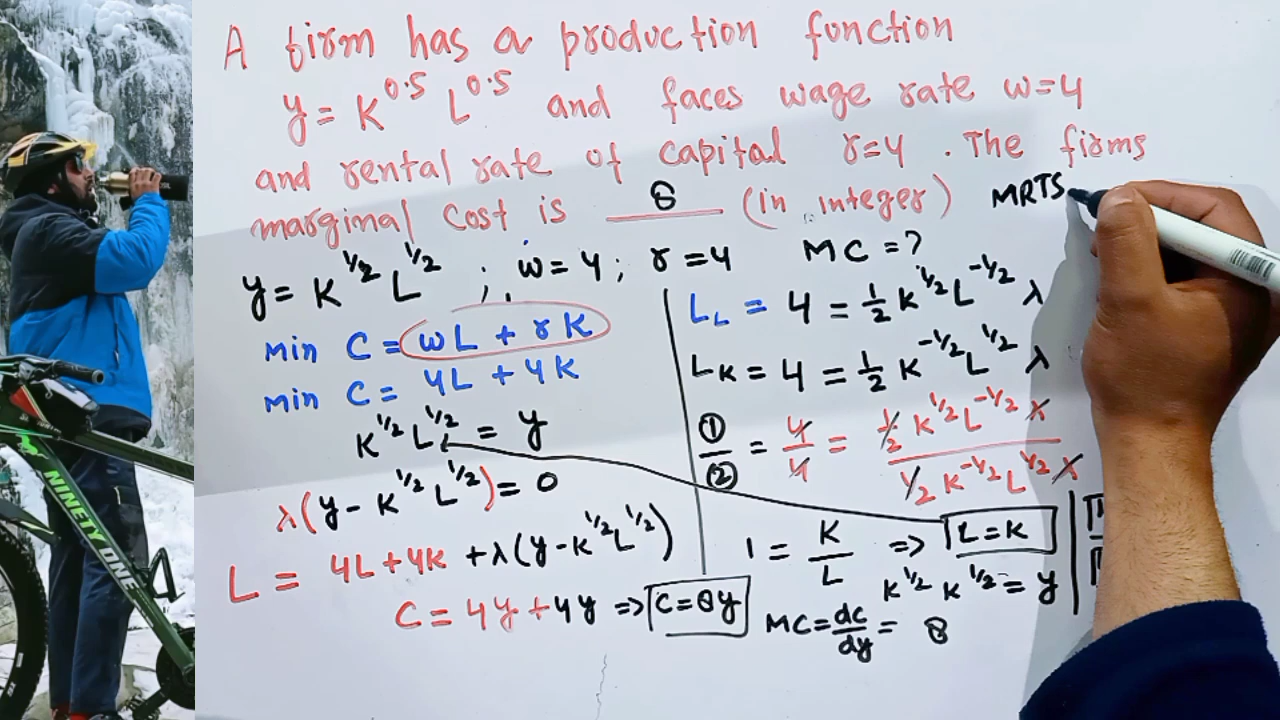 A firm has a production function
y = K^0.5 L^0.5 and faces wage rate w=4
and rental rate of capital r=4 . The firms
marginal cost is 8 (in integer)
MRTS
y = K^1/2 L^1/2 ; w=4; r=4 MC=?
min C = wL + rK
min C = 4L + 4K
K^1/2 L^1/2 = y
λ(y - K^1/2 L^1/2) = 0
L = 4L+4K + λ(y - K^1/2 L^1/2)
C = 4y + 4y => C=8y
L_L = 4 = 1/2 K^1/2 L^-1/2 λ
L_K = 4 = 1/2 K^-1/2 L^1/2 λ
①/② = 4/4 = 1/2 K^1/2 L^-1/2 λ / 1/2 K^-1/2 L^1/2 λ
1 = K/L => L=K
K^1/2 K^1/2 = y
MC = dc/dy = 8
NINETY ONE